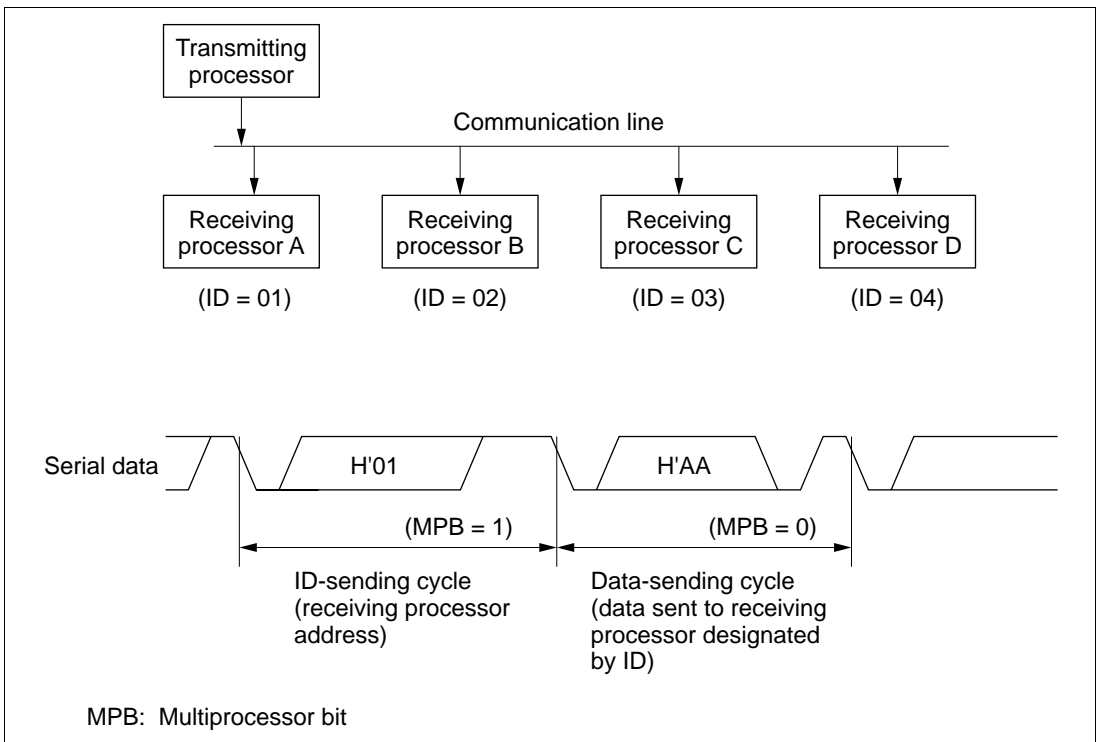 Transmitting
processor
Communication line
Receiving
processor A
Receiving
processor B
Receiving
processor C
Receiving
processor D
(ID = 01)
(ID = 02)
(ID = 03)
(ID = 04)
Serial data
H'01
H'AA
(MPB = 1)
(MPB = 0)
ID-sending cycle
(receiving processor
address)
Data-sending cycle
(data sent to receiving
processor designated
by ID)
MPB: Multiprocessor bit